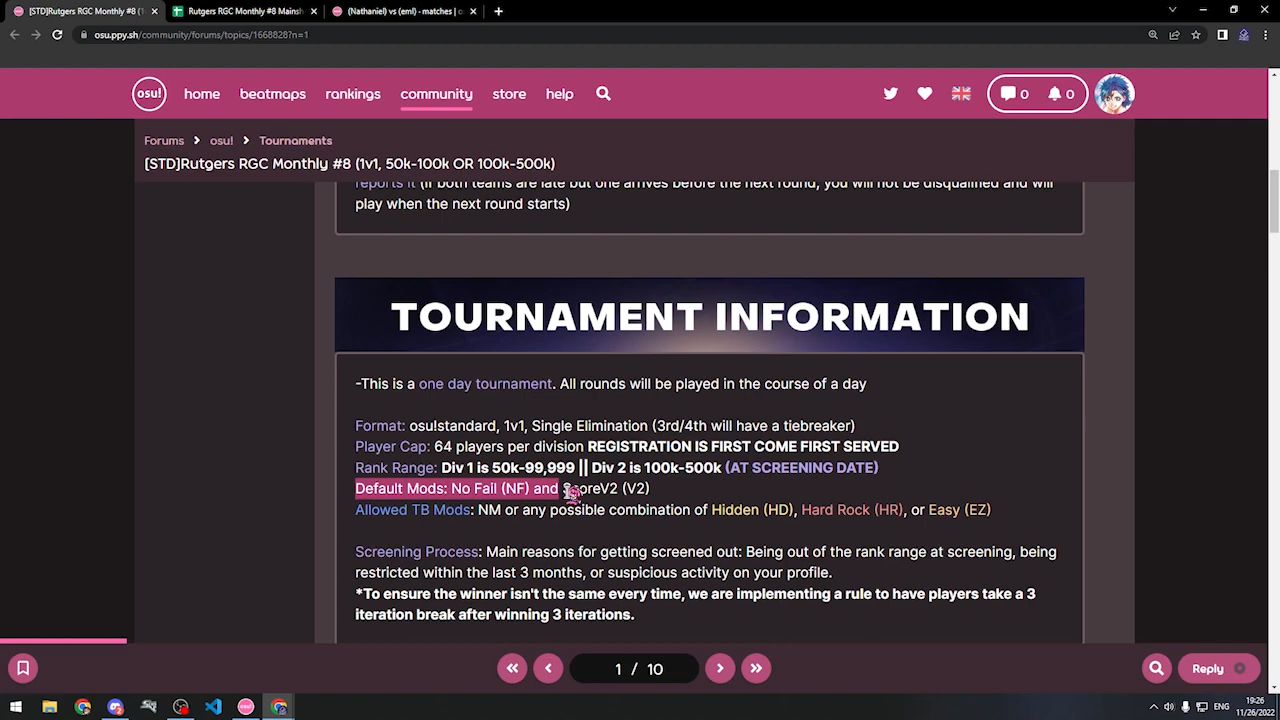 [STD]Rutgers RGC Monthly #8 (1
Rutgers RGC Monthly #8 Mainsh
(Nathaniel) vs (eml) - matches | o
osu.ppy.sh/community/forums/topics/1668828?n=1
osu!
home
beatmaps
rankings
community
store
help
0
0
Forums > osu! > Tournaments
[STD]Rutgers RGC Monthly #8 (1v1, 50k-100k OR 100k-500k)
reports it (if both teams are late but one arrives before the next round, you will not be disqualified and will
play when the next round starts)
TOURNAMENT INFORMATION
-This is a one day tournament. All rounds will be played in the course of a day
Format: osu!standard, 1v1, Single Elimination (3rd/4th will have a tiebreaker)
Player Cap: 64 players per division REGISTRATION IS FIRST COME FIRST SERVED
Rank Range: Div 1 is 50k-99,999 || Div 2 is 100k-500k (AT SCREENING DATE)
Default Mods: No Fail (NF) and ScoreV2 (V2)
Allowed TB Mods: NM or any possible combination of Hidden (HD), Hard Rock (HR), or Easy (EZ)
Screening Process: Main reasons for getting screened out: Being out of the rank range at screening, being
restricted within the last 3 months, or suspicious activity on your profile.
*To ensure the winner isn't the same every time, we are implementing a rule to have players take a 3
iteration break after winning 3 iterations.
1 / 10
Reply
osu!
ENG
19:26
11/26/2022